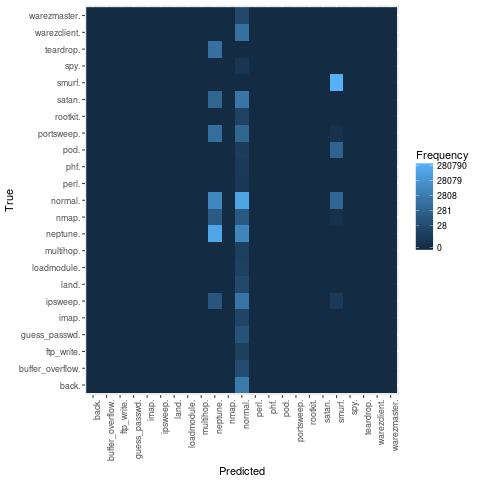 warezmaster.
warezclient.
teardrop.
spy.
smurf.
satan.
rootkit.
portsweep.
pod.
phf.
perl.
normal.
nmap.
neptune.
multihop.
loadmodule.
land.
ipsweep.
imap.
guess_passwd.
ftp_write.
buffer_overflow.
back.
True
back.
buffer_overflow.
ftp_write.
guess_passwd.
imap.
ipsweep.
land.
loadmodule.
multihop.
neptune.
nmap.
normal.
perl.
phf.
pod.
portsweep.
rootkit.
satan.
smurf.
spy.
teardrop.
warezclient.
warezmaster.
Predicted
Frequency
280790
28079
2808
281
28
0